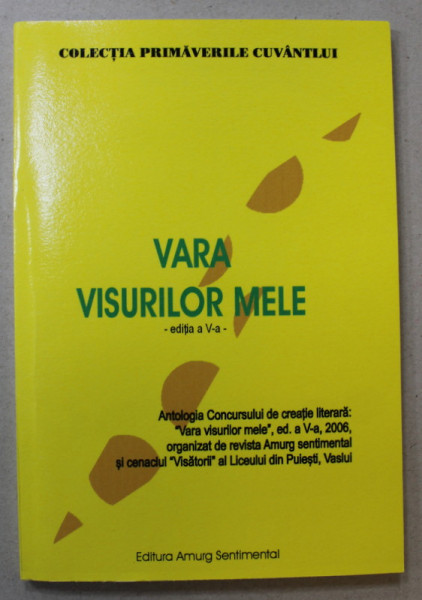 COLECȚIA PRIMĂVERILE CUVÂNTLUI
VARA
VISURILOR MELE
- ediția a V-a -
Antologia Concursului de creație literară:
"Vara visurilor mele", ed. a V-a, 2006,
organizat de revista Amurg sentimental
și cenaclul "Visătorii" al Liceului din Puiești, Vaslui
Editura Amurg Sentimental